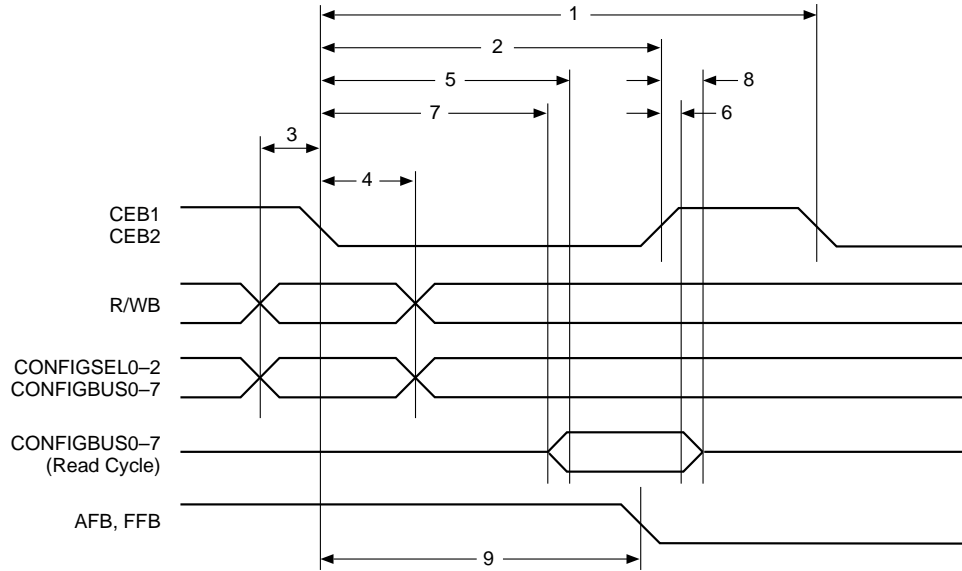 1
2
5
8
7
6
3
4
CEB1
CEB2
R/WB
CONFIGSEL0–2
CONFIGBUS0–7
CONFIGBUS0–7
(Read Cycle)
AFB, FFB
9